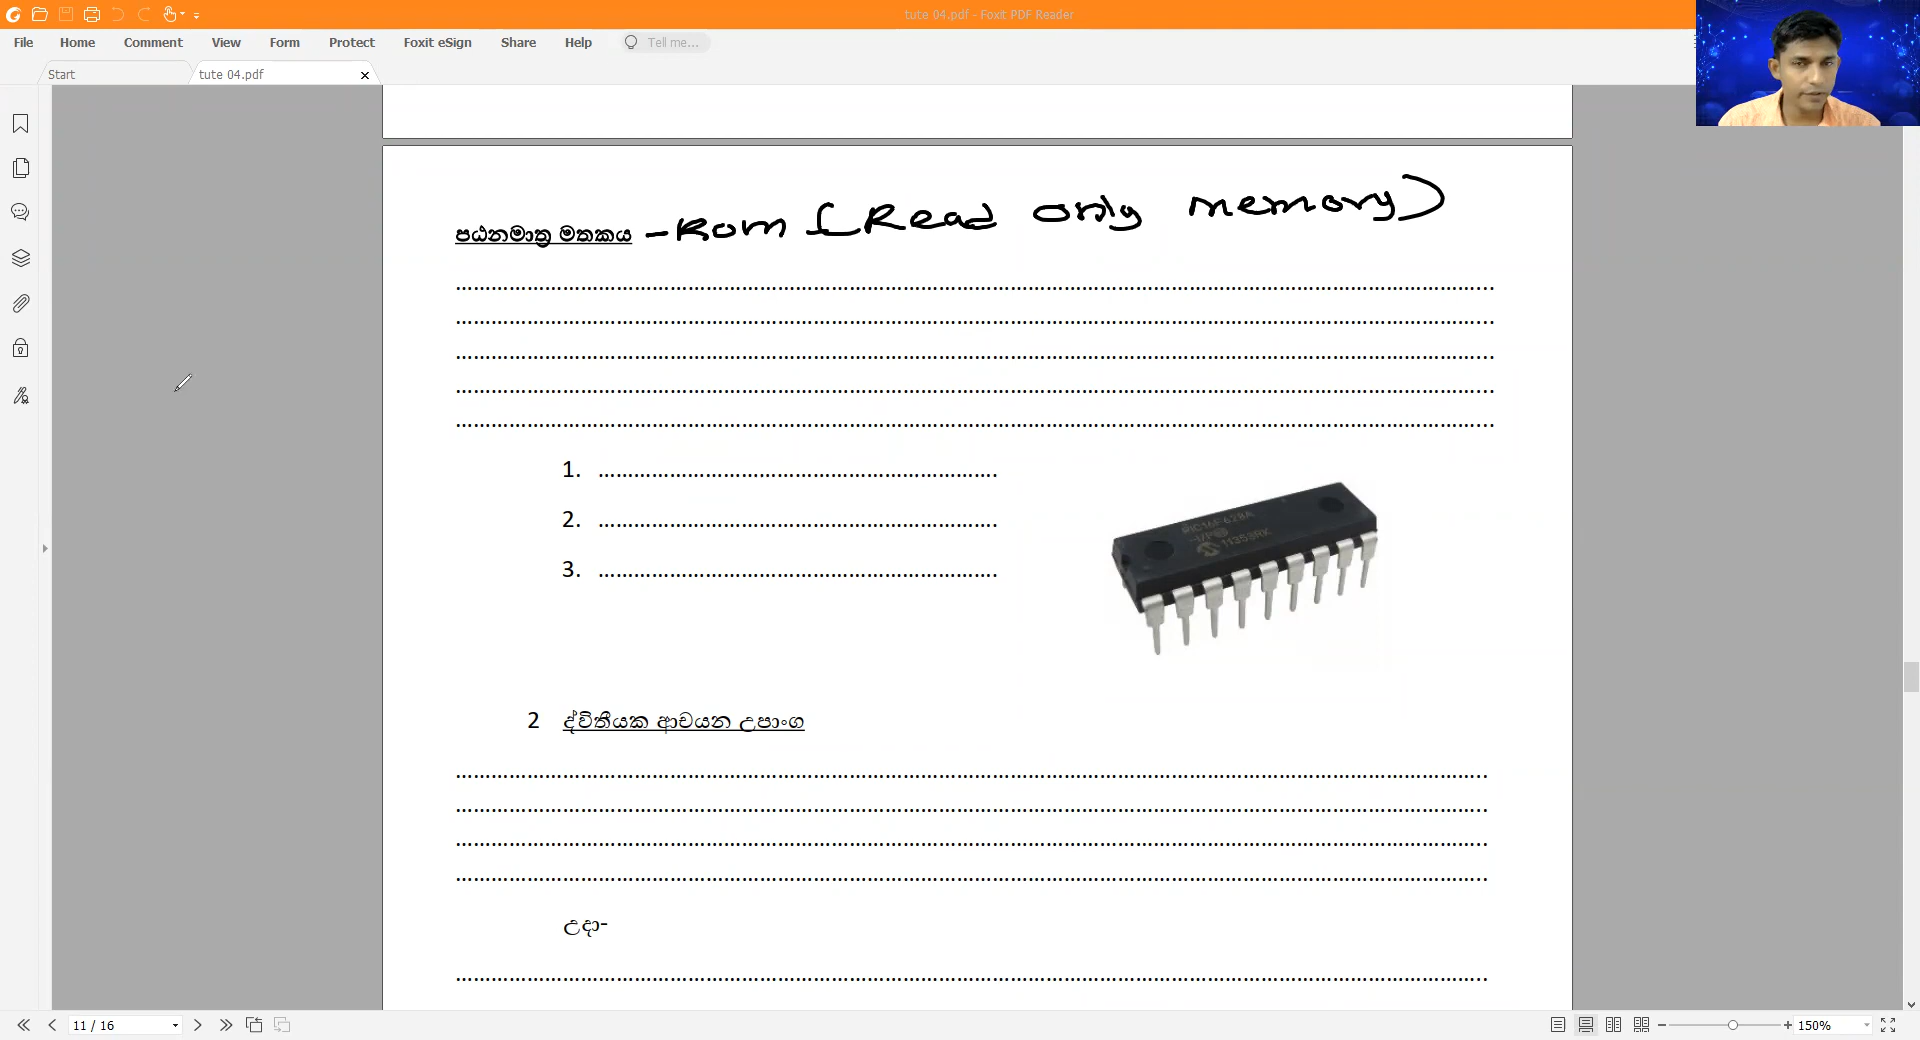 tute 04.pdf - Foxit PDF Reader
File Home Comment View Form Protect Foxit eSign Share Help Tell me...
Start tute 04.pdf
පඨනමාත්‍ර මතකය - Rom (Read only memory)
1.
2.
3.
PIC16F628A
-I/P
11353RK
2 ද්විතීයක ආචයන උපාංග
උදා-
11 / 16
150%